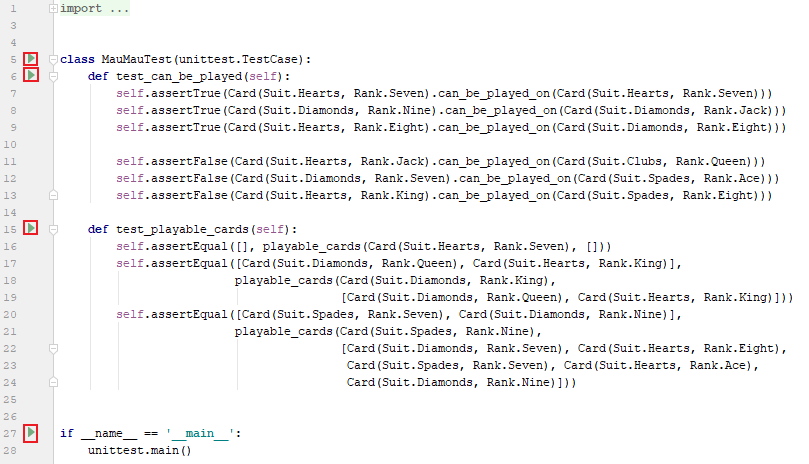 1 import ...
3
4
5 class MauMauTest(unittest.TestCase):
6     def test_can_be_played(self):
7         self.assertTrue(Card(Suit.Hearts, Rank.Seven).can_be_played_on(Card(Suit.Hearts, Rank.Seven)))
8         self.assertTrue(Card(Suit.Diamonds, Rank.Nine).can_be_played_on(Card(Suit.Diamonds, Rank.Jack)))
9         self.assertTrue(Card(Suit.Hearts, Rank.Eight).can_be_played_on(Card(Suit.Diamonds, Rank.Eight)))
10
11         self.assertFalse(Card(Suit.Hearts, Rank.Jack).can_be_played_on(Card(Suit.Clubs, Rank.Queen)))
12         self.assertFalse(Card(Suit.Diamonds, Rank.Seven).can_be_played_on(Card(Suit.Spades, Rank.Ace)))
13         self.assertFalse(Card(Suit.Hearts, Rank.King).can_be_played_on(Card(Suit.Spades, Rank.Eight)))
14
15     def test_playable_cards(self):
16         self.assertEqual([], playable_cards(Card(Suit.Hearts, Rank.Seven), []))
17         self.assertEqual([Card(Suit.Diamonds, Rank.Queen), Card(Suit.Hearts, Rank.King)],
18                          playable_cards(Card(Suit.Diamonds, Rank.King),
19                                         [Card(Suit.Diamonds, Rank.Queen), Card(Suit.Hearts, Rank.King)]))
20         self.assertEqual([Card(Suit.Spades, Rank.Seven), Card(Suit.Diamonds, Rank.Nine)],
21                          playable_cards(Card(Suit.Spades, Rank.Nine),
22                                         [Card(Suit.Diamonds, Rank.Seven), Card(Suit.Hearts, Rank.Eight),
23                                          Card(Suit.Spades, Rank.Seven), Card(Suit.Hearts, Rank.Ace),
24                                          Card(Suit.Diamonds, Rank.Nine)]))
25
26
27 if __name__ == '__main__':
28     unittest.main()